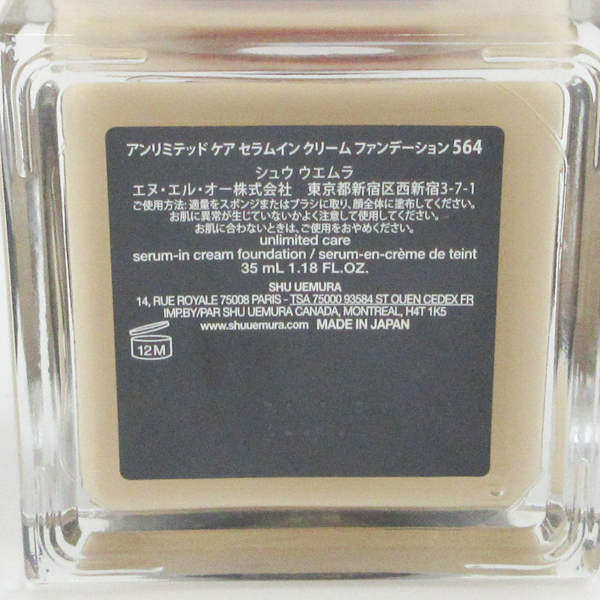 アンリミテッド ケア セラムイン クリーム ファンデーション 564
シュウ ウエムラ
エヌ・エル・オー株式会社　東京都新宿区西新宿3-7-1
ご使用方法: 適量をスポンジまたはブラシに取り、顔全体に塗布してください。
お肌に異常が生じていないかよく注意して使用してください。
お肌に合わないときは、ご使用をおやめください。
unlimited care
serum-in cream foundation / serum-en-crème de teint
35 mL 1.18 FL.OZ.
SHU UEMURA
14, RUE ROYALE 75008 PARIS - TSA 75000 93584 ST OUEN CEDEX FR
IMP.BY/PAR SHU UEMURA CANADA, MONTREAL, H4T 1K5
www.shuuemura.com MADE IN JAPAN
12M